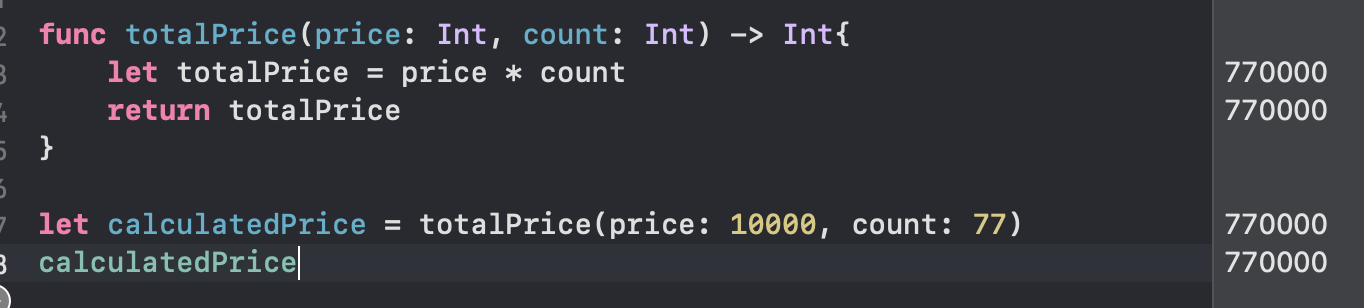 2 func totalPrice(price: Int, count: Int) -> Int{
3     let totalPrice = price * count 770000
4     return totalPrice 770000
5 }
6
7 let calculatedPrice = totalPrice(price: 10000, count: 77) 770000
8 calculatedPrice 770000